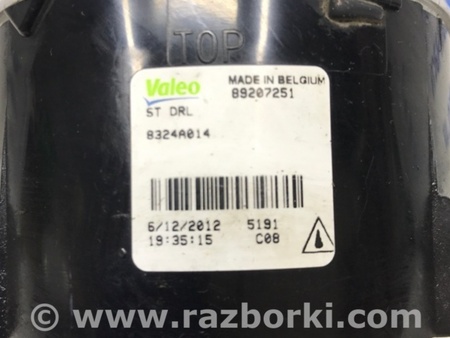 TOP
Valeo MADE IN BELGIUM
89207251
ST DRL
8324A014
6/12/2012 5191
19:35:15 C08
© www.razborki.com